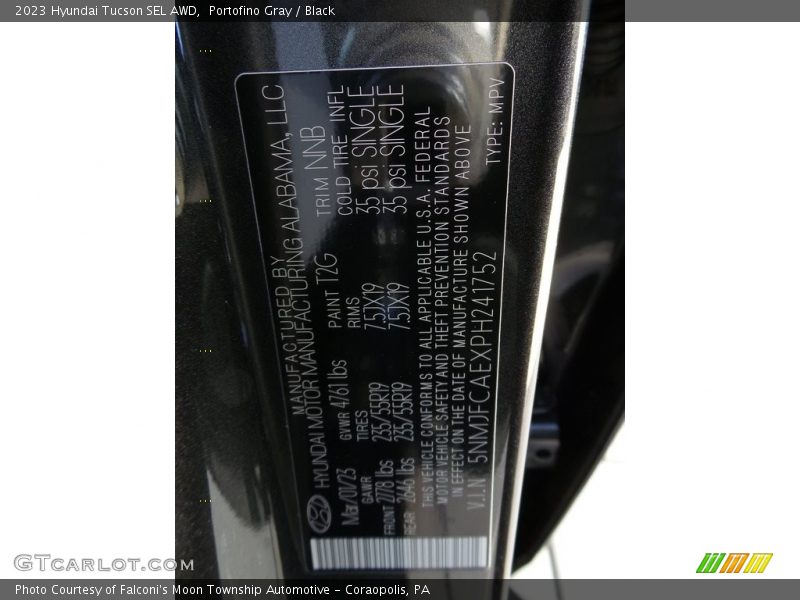 2023 Hyundai Tucson SEL AWD,  Portofino Gray / Black
MANUFACTURED BY
HYUNDAI MOTOR MANUFACTURING ALABAMA, LLC
Mar/01/23 GVWR 4761 lbs PAINT T2G TRIM NNB
GAWR TIRES RIMS COLD TIRE INFL
FRONT 2778 lbs 235/55R19 7.5JX19 35 psi SINGLE
REAR 2646 lbs 235/55R19 7.5JX19 35 psi SINGLE
THIS VEHICLE CONFORMS TO ALL APPLICABLE U.S.A. FEDERAL
MOTOR VEHICLE SAFETY AND THEFT PREVENTION STANDARDS
IN EFFECT ON THE DATE OF MANUFACTURE SHOWN ABOVE
V.I.N 5NMJFCAEXPH241752 TYPE: MPV
GTCarlot.com
Photo Courtesy of Falconi's Moon Township Automotive - Coraopolis, PA